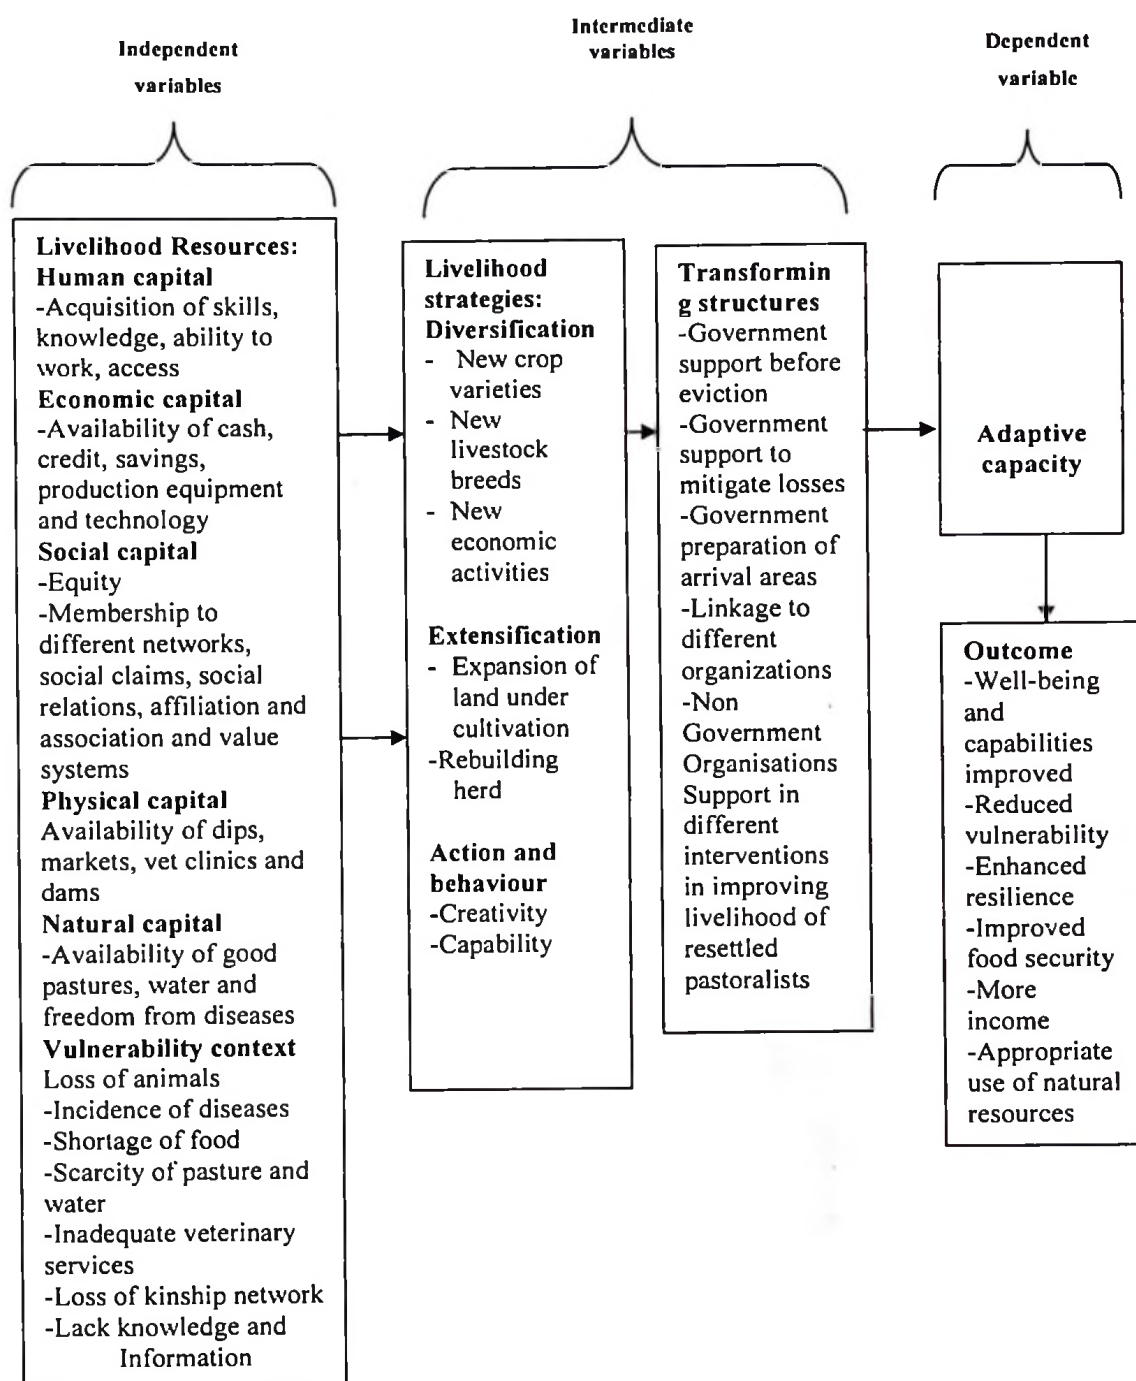 Independent
variables
Intermediate
variables
Dependent
variable
Livelihood Resources:
Human capital
-Acquisition of skills,
knowledge, ability to
work, access
Economic capital
-Availability of cash,
credit, savings,
production equipment
and technology
Social capital
-Equity
-Membership to
different networks,
social claims, social
relations, affiliation and
association and value
systems
Physical capital
Availability of dips,
markets, vet clinics and
dams
Natural capital
-Availability of good
pastures, water and
freedom from diseases
Vulnerability context
Loss of animals
-Incidence of diseases
-Shortage of food
-Scarcity of pasture and
water
-Inadequate veterinary
services
-Loss of kinship network
-Lack knowledge and
Information
Livelihood
strategies:
Diversification
- New crop
varieties
- New
livestock
breeds
- New
economic
activities
Extensification
- Expansion of
land under
cultivation
-Rebuilding
herd
Action and
behaviour
-Creativity
-Capability
Transformin
g structures
-Government
support before
eviction
-Government
support to
mitigate losses
-Government
preparation of
arrival areas
-Linkage to
different
organizations
-Non
Government
Organisations
Support in
different
interventions
in improving
livelihood of
resettled
pastoralists
Adaptive
capacity
Outcome
-Well-being
and
capabilities
improved
-Reduced
vulnerability
-Enhanced
resilience
-Improved
food security
-More
income
-Appropriate
use of natural
resources